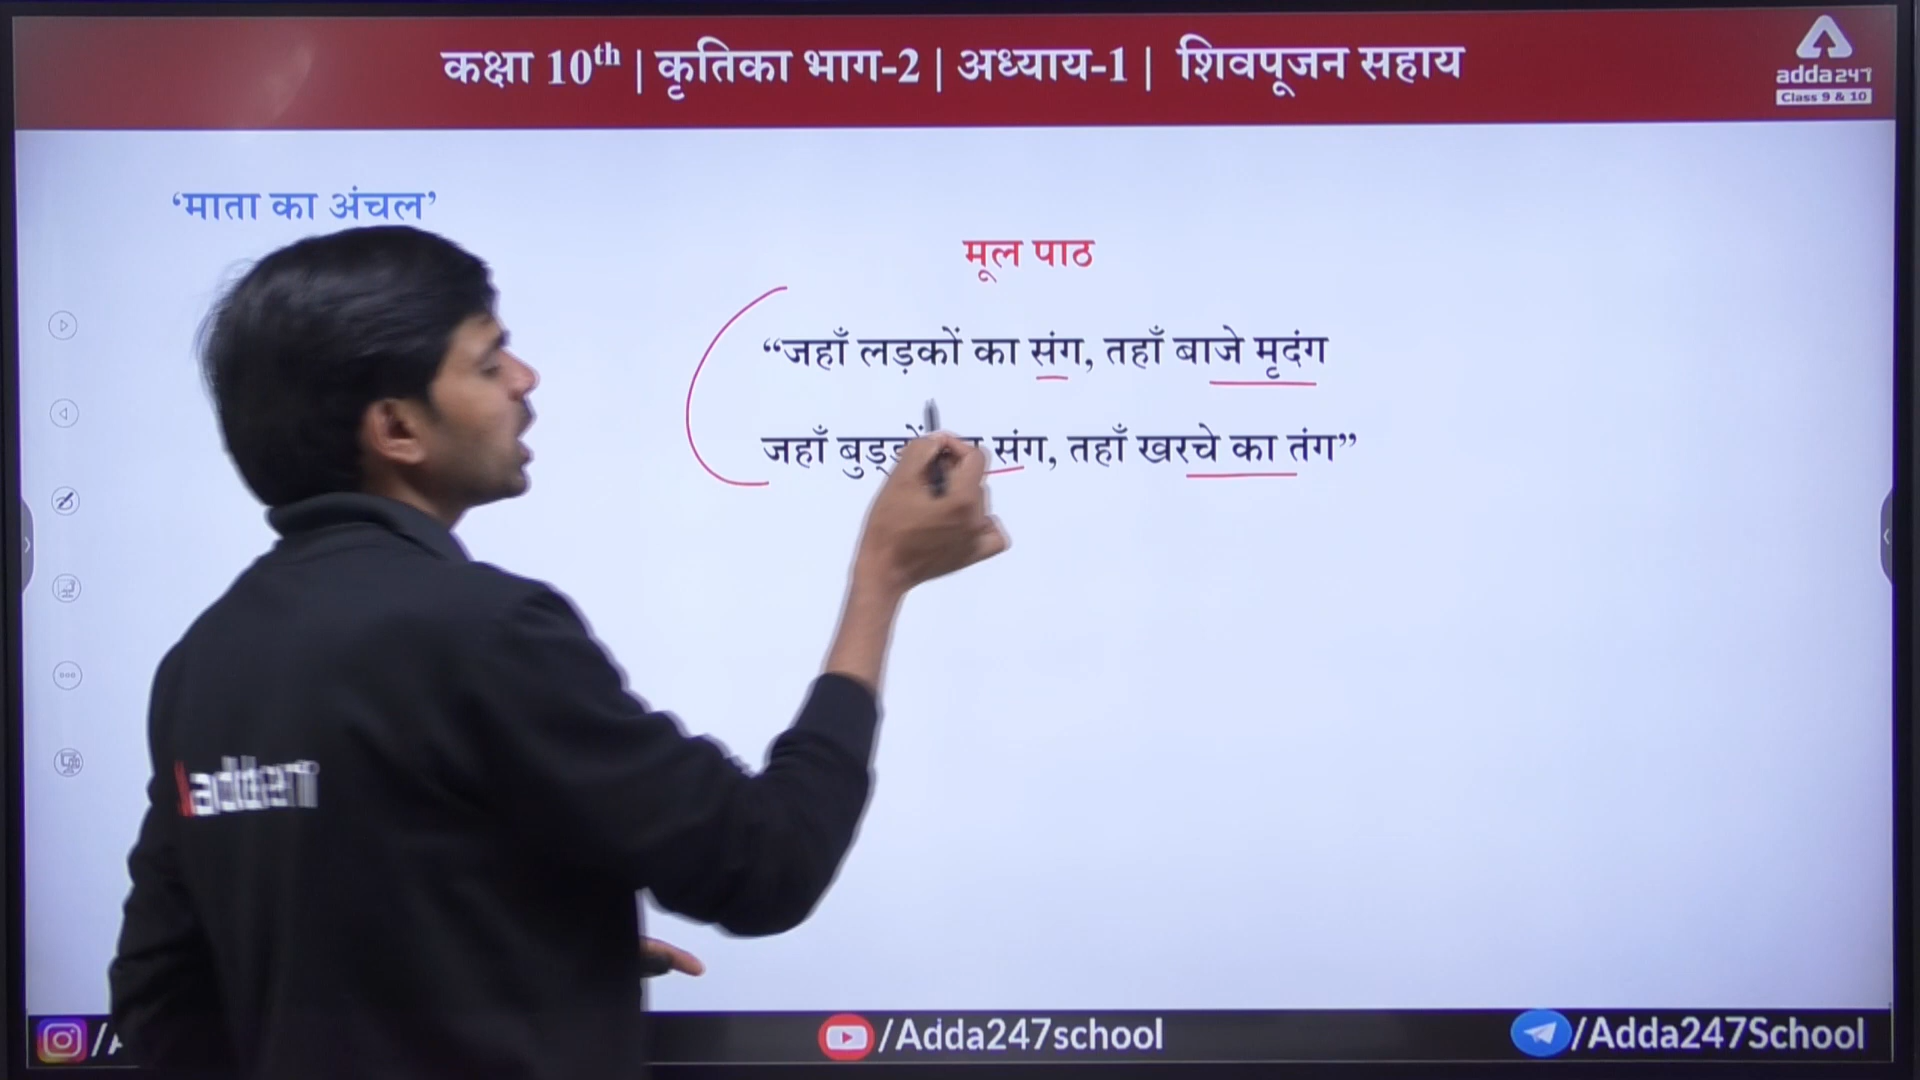 कक्षा 10th | कृतिका भाग-2 | अध्याय-1 | शिवपूजन सहाय
adda247
Class 9 & 10
‘माता का अंचल’
मूल पाठ
“जहाँ लड़कों का संग, तहाँ बाजे मृदंग
जहाँ संग, तहाँ खरचे का तंग”
/Adda247school
/Adda247School